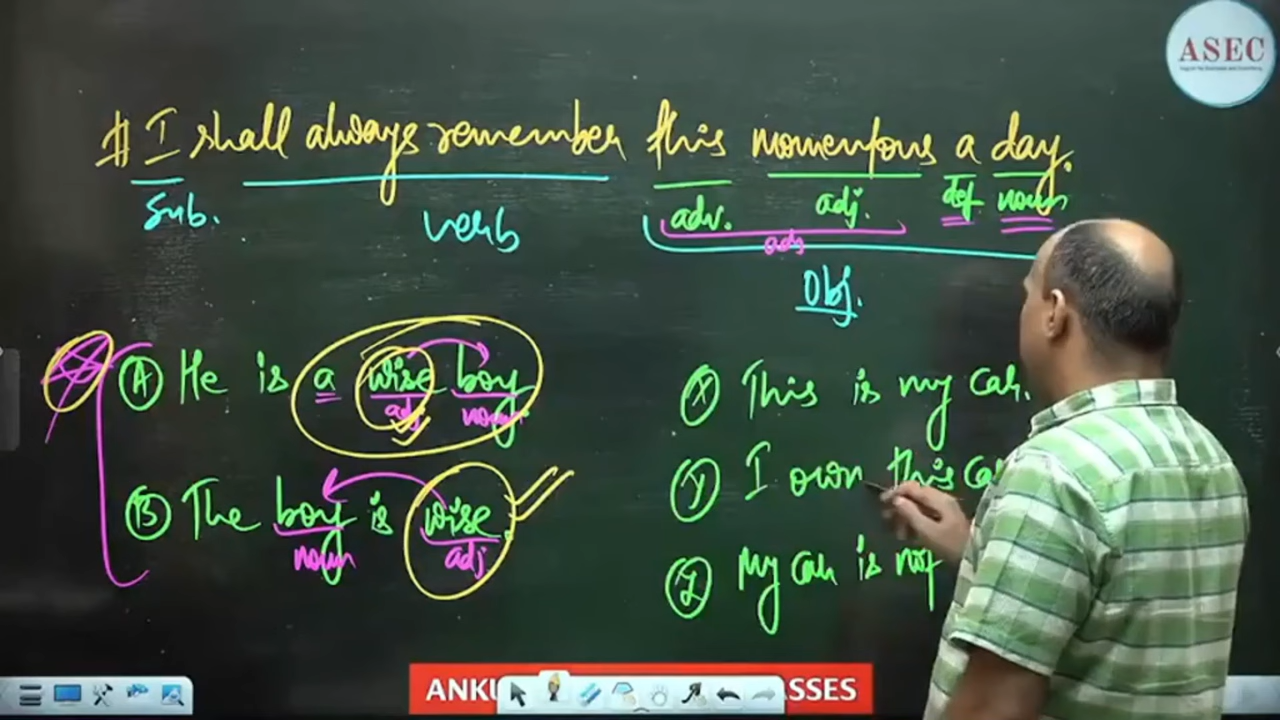 ASEC
# I shall always remember this momentous a day.
Sub. verb adv. adj. def. noun
adj
Obj.
(A) He is a wise boy
adj noun
(B) The boy is wise.
noun adj
(X) This is my car.
(Y) I own this ca
(Z) My car is not
ANKU SSES